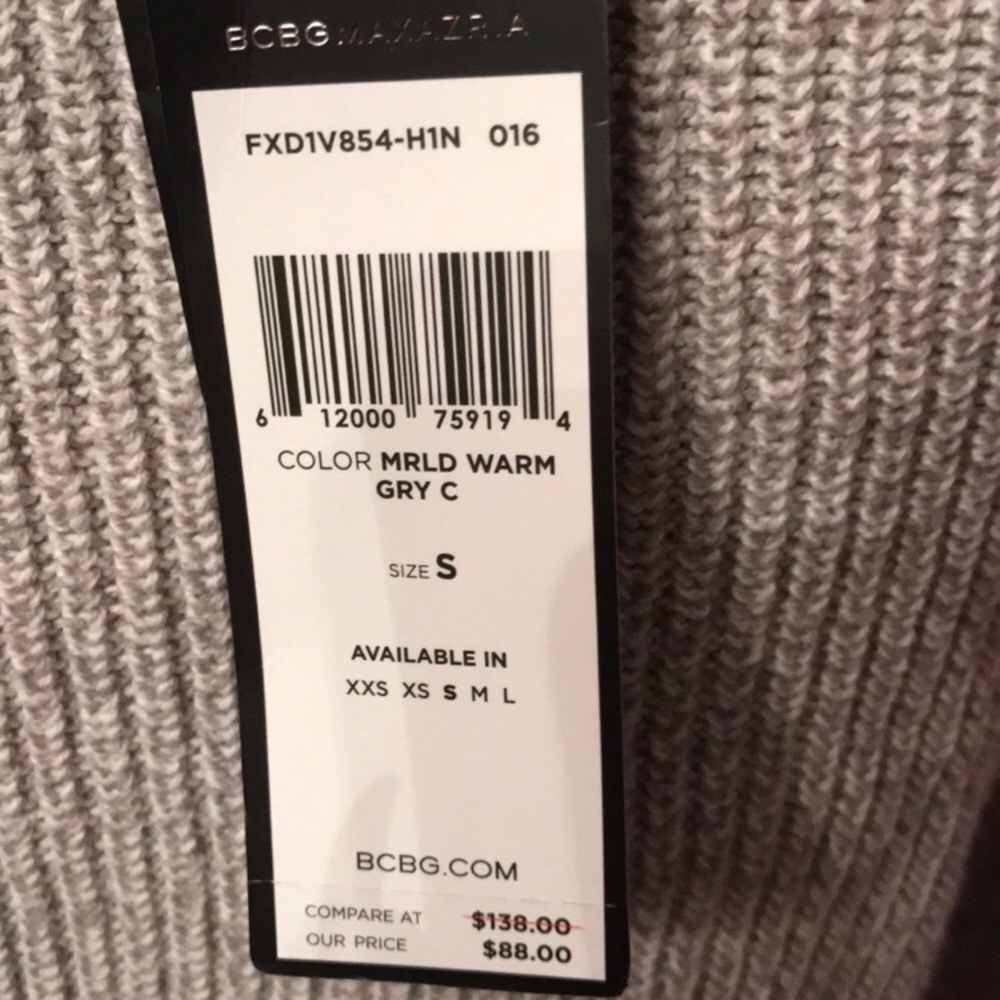 BCBGMAXAZRIA
FXD1V854-H1N 016
6 12000 75919 4
COLOR MRLD WARM
GRY C
SIZE S
AVAILABLE IN
XXS XS S M L
BCBG.COM
COMPARE AT $138.00
OUR PRICE $88.00